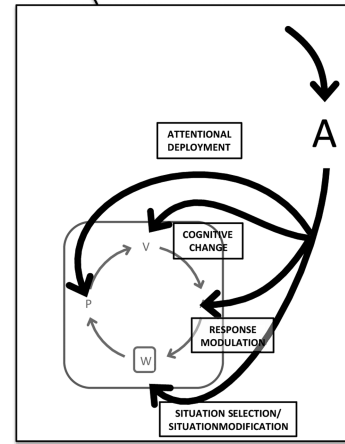 A
ATTENTIONAL
DEPLOYMENT
COGNITIVE
CHANGE
V
P
RESPONSE
MODULATION
W
SITUATION SELECTION/
SITUATIONMODIFICATION